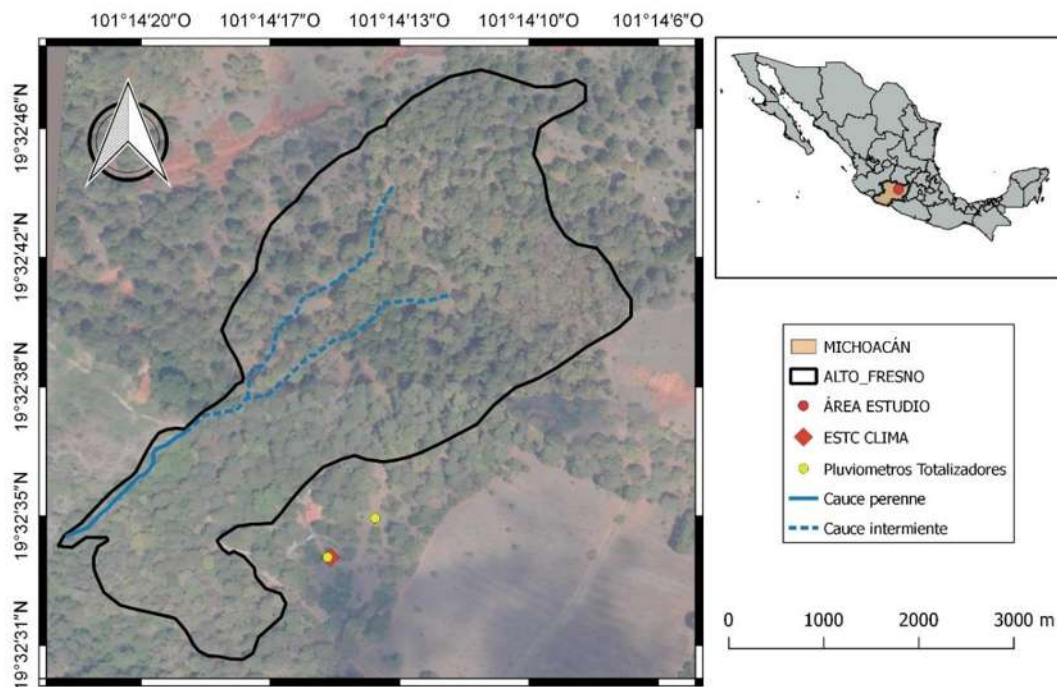 101°14'20"O 101°14'17"O 101°14'13"O 101°14'10"O 101°14'6"O
19°32'46"N
19°32'42"N
19°32'38"N
19°32'35"N
19°32'31"N
MICHOACÁN
ALTO_FRESNO
ÁREA ESTUDIO
ESTC CLIMA
Pluviometros Totalizadores
Cauce perenne
Cauce intermiente
0 1000 2000 3000 m